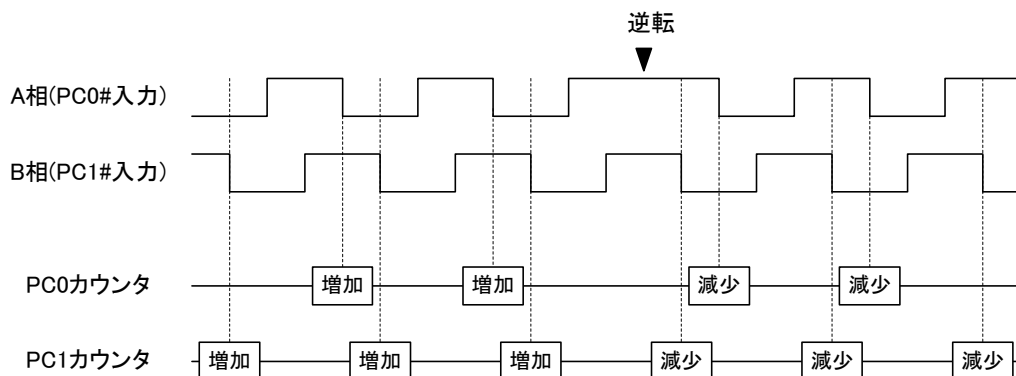 逆転
A相(PC0#入力)
B相(PC1#入力)
PC0カウンタ 増加 増加 減少 減少
PC1カウンタ 増加 増加 増加 減少 減少 減少